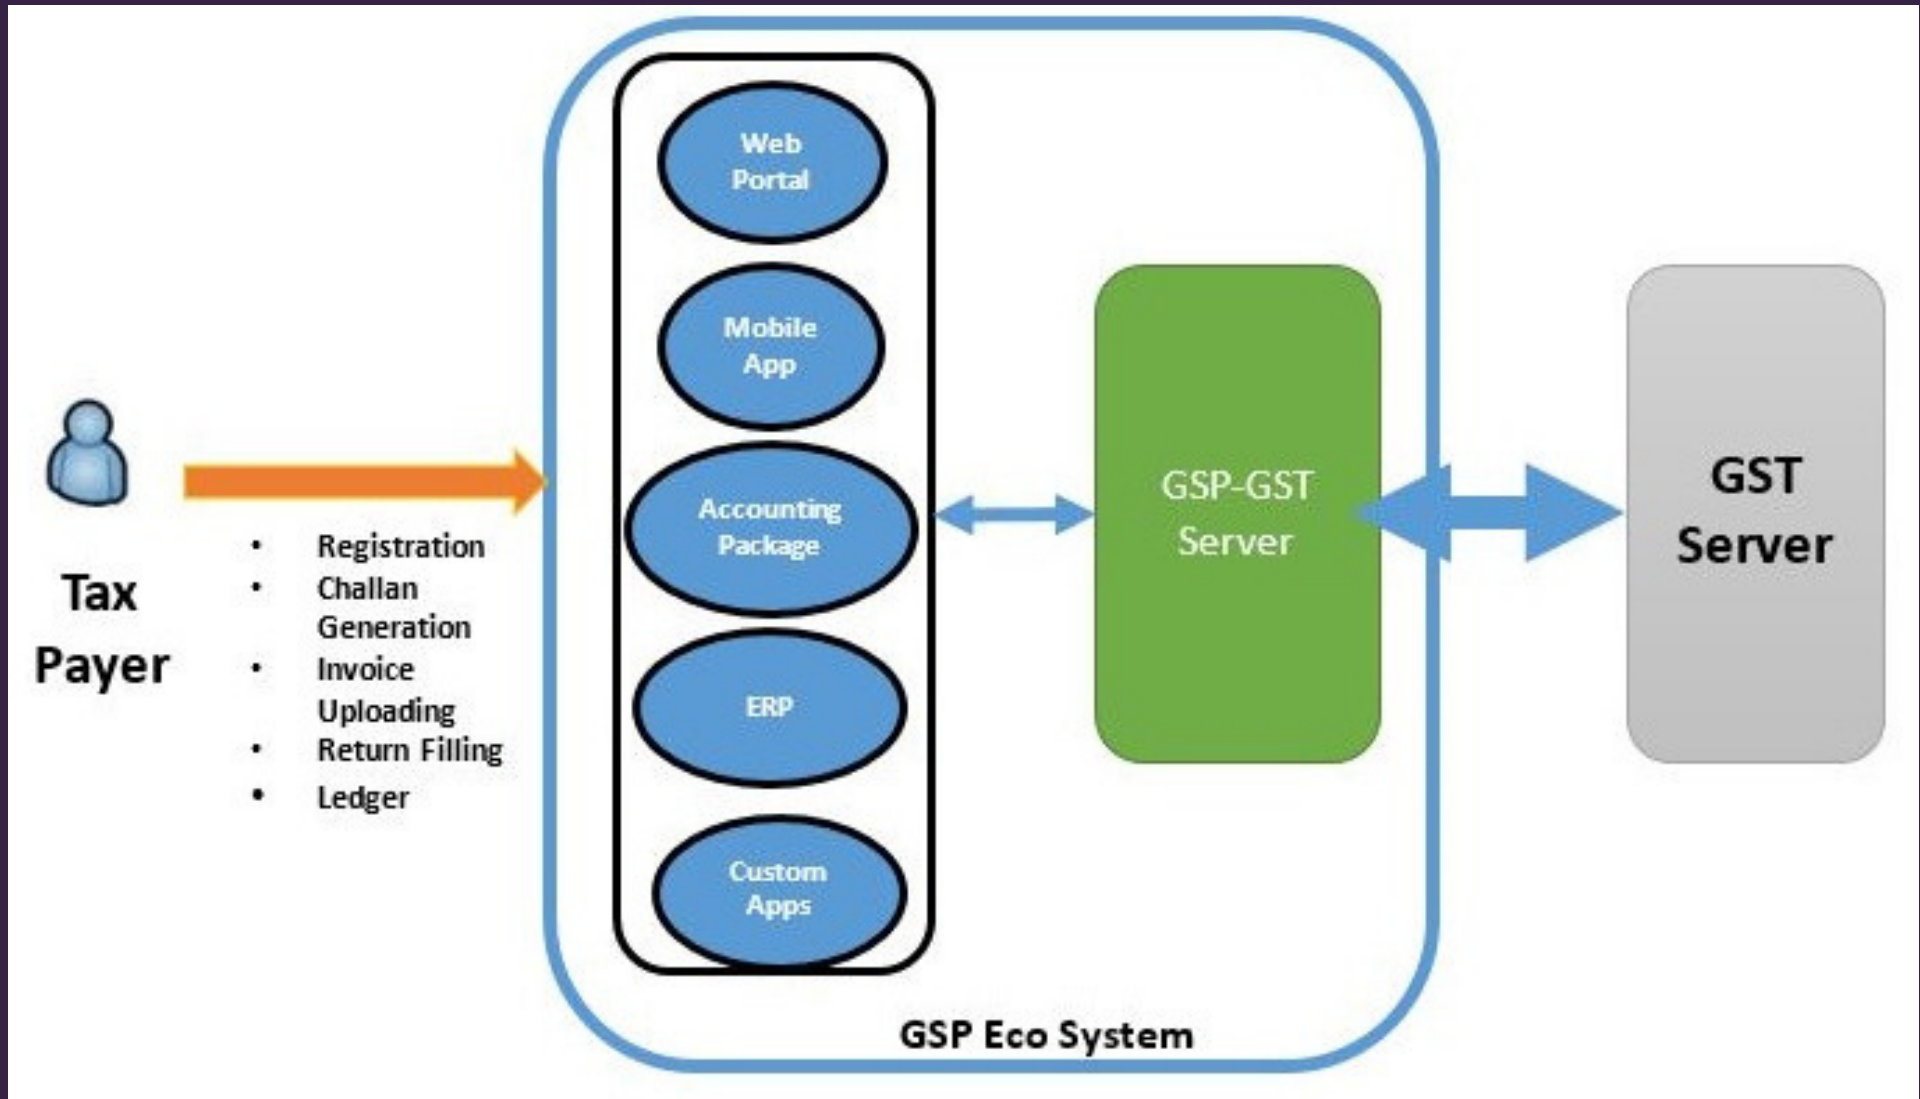 Tax
Payer
• Registration
• Challan
Generation
• Invoice
Uploading
• Return Filling
• Ledger
Web
Portal
Mobile
App
Accounting
Package
ERP
Custom
Apps
GSP-GST
Server
GSP Eco System
GST
Server